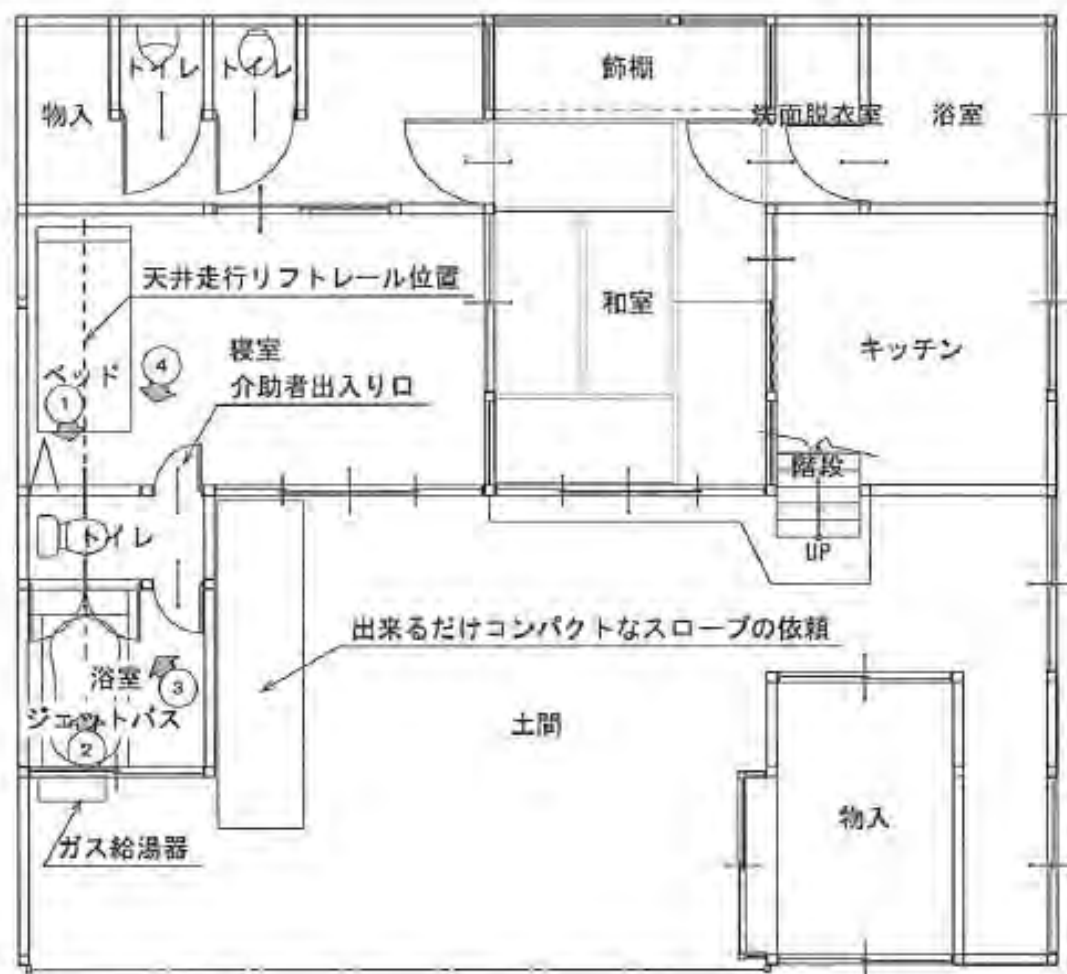 トイレ
トイレ
飾棚
物入
洗面脱衣室
浴室
天井走行リフトレール位置
和室
寝室
キッチン
ベッド
④
介助者出入り口
①
階段
トイレ
UP
出来るだけコンパクトなスロープの依頼
浴室
③
ジェットバス
土間
②
物入
ガス給湯器